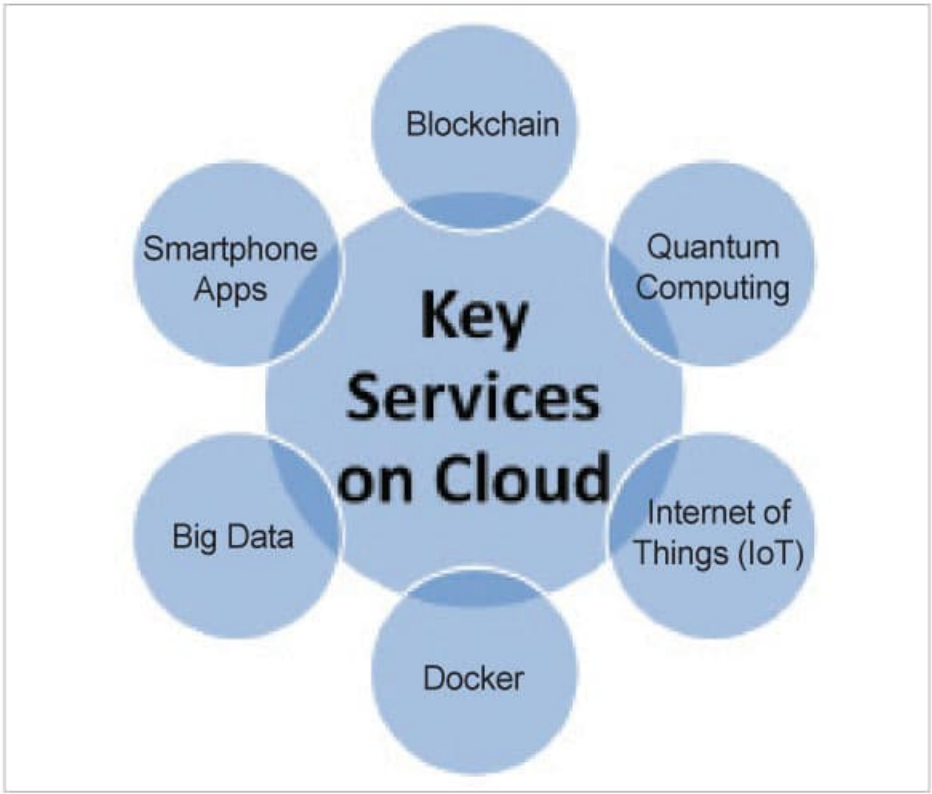 Blockchain
Quantum
Computing
Internet of
Things (IoT)
Docker
Big Data
Smartphone
Apps
Key
Services
on Cloud